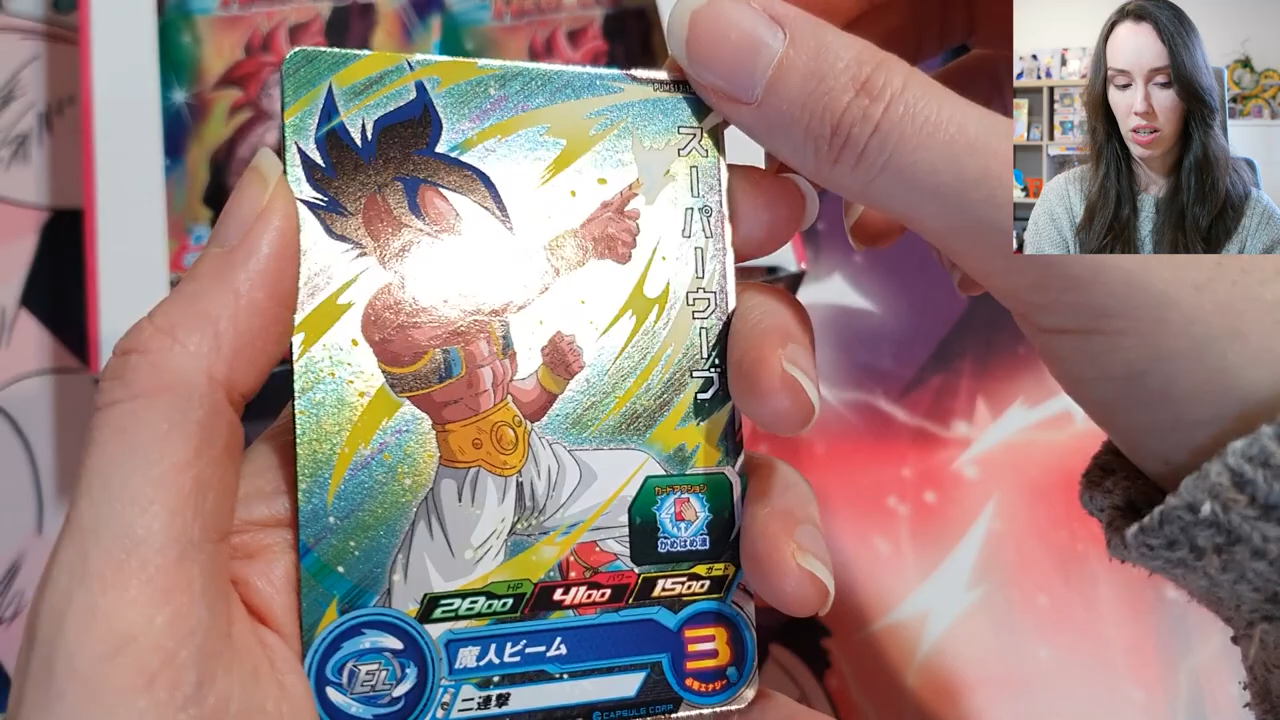 スーパーウーブ
カードアクション
かめはめ波
HP
2800
パワー
4100
ガード
1500
魔人ビーム
3
必要エナジー
EL
二連撃
CAPSULE CORP.